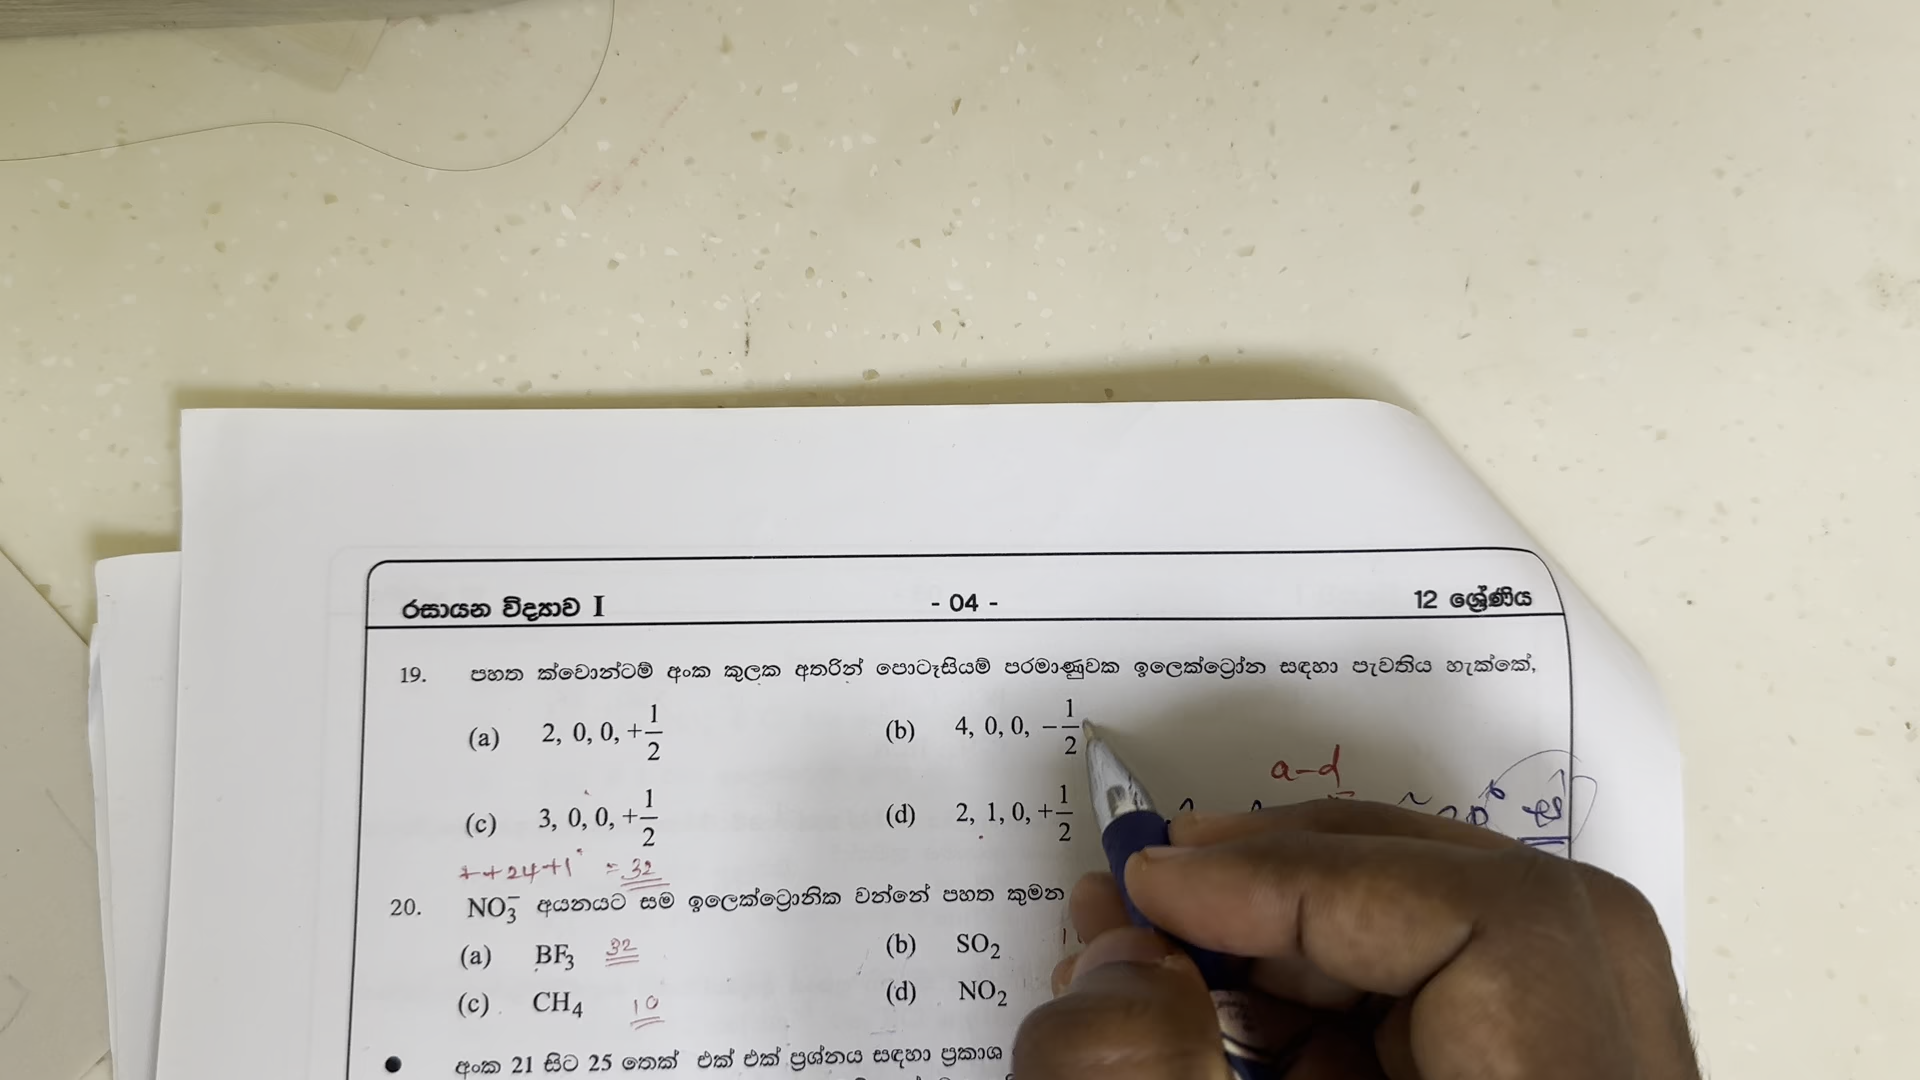 රසායන විද්‍යාව I - 04 - 12 ශ්‍රේණිය
19. පහත ක්වොන්ටම් අංක කුලක අතරින් පොටෑසියම් පරමාණුවක ඉලෙක්ට්‍රෝන සඳහා පැවතිය හැක්කේ,
(a) 2, 0, 0, +1/2 (b) 4, 0, 0, −1/2
a-d
(c) 3, 0, 0, +1/2 (d) 2, 1, 0, +1/2
+24+1 = 32
20. NO₃⁻ අයනයට සම ඉලෙක්ට්‍රොනික වන්නේ පහත කුමන
(a) BF₃ 32 (b) SO₂
(c) CH₄ 10 (d) NO₂
● අංක 21 සිට 25 තෙක් එක් එක් ප්‍රශ්නය සඳහා ප්‍රකාශ